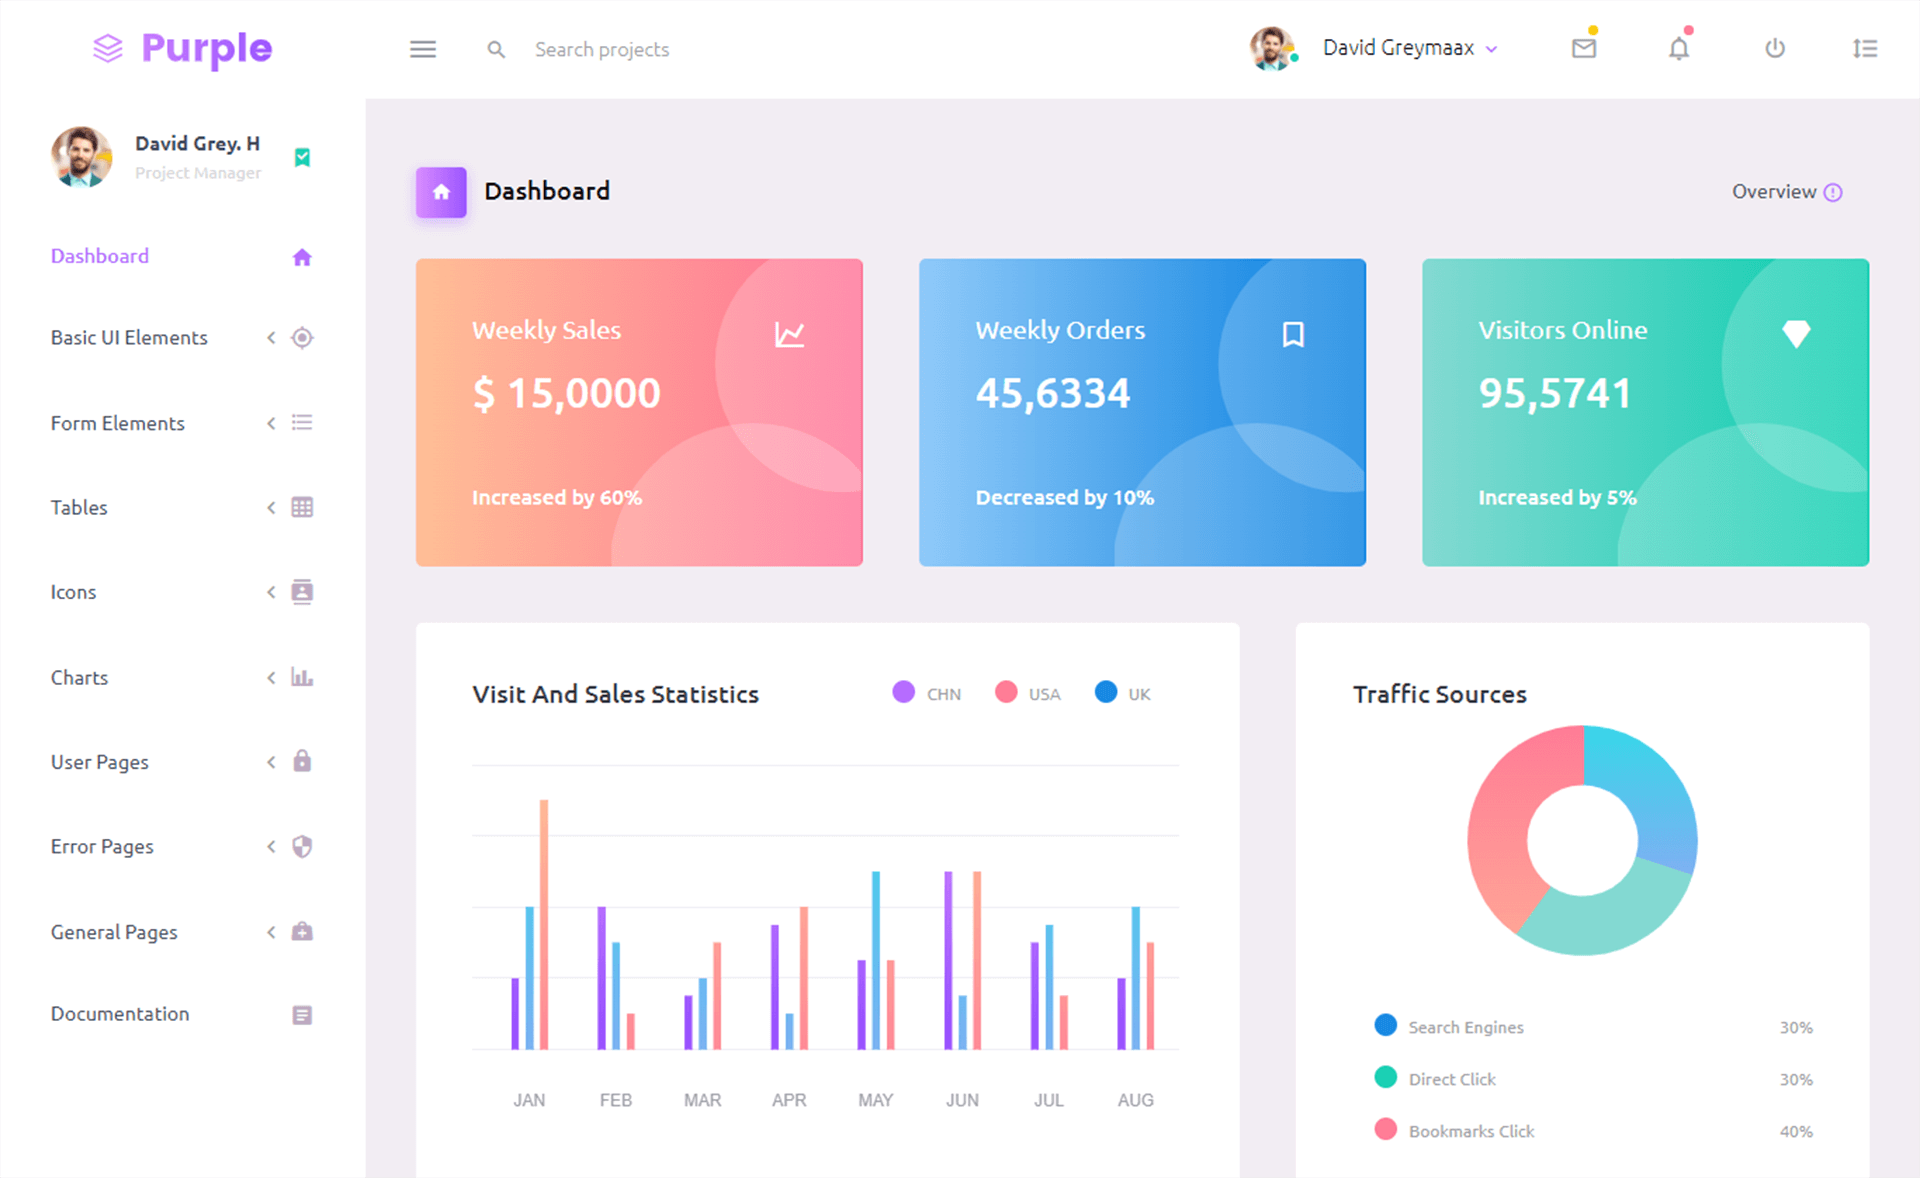 Purple
Search projects
David Greymaax
David Grey. H
Project Manager
Dashboard
Basic UI Elements
Form Elements
Tables
Icons
Charts
User Pages
Error Pages
General Pages
Documentation
Dashboard
Overview
Weekly Sales
$ 15,0000
Increased by 60%
Weekly Orders
45,6334
Decreased by 10%
Visitors Online
95,5741
Increased by 5%
Visit And Sales Statistics
CHN USA UK
JAN FEB MAR APR MAY JUN JUL AUG
Traffic Sources
Search Engines 30%
Direct Click 30%
Bookmarks Click 40%